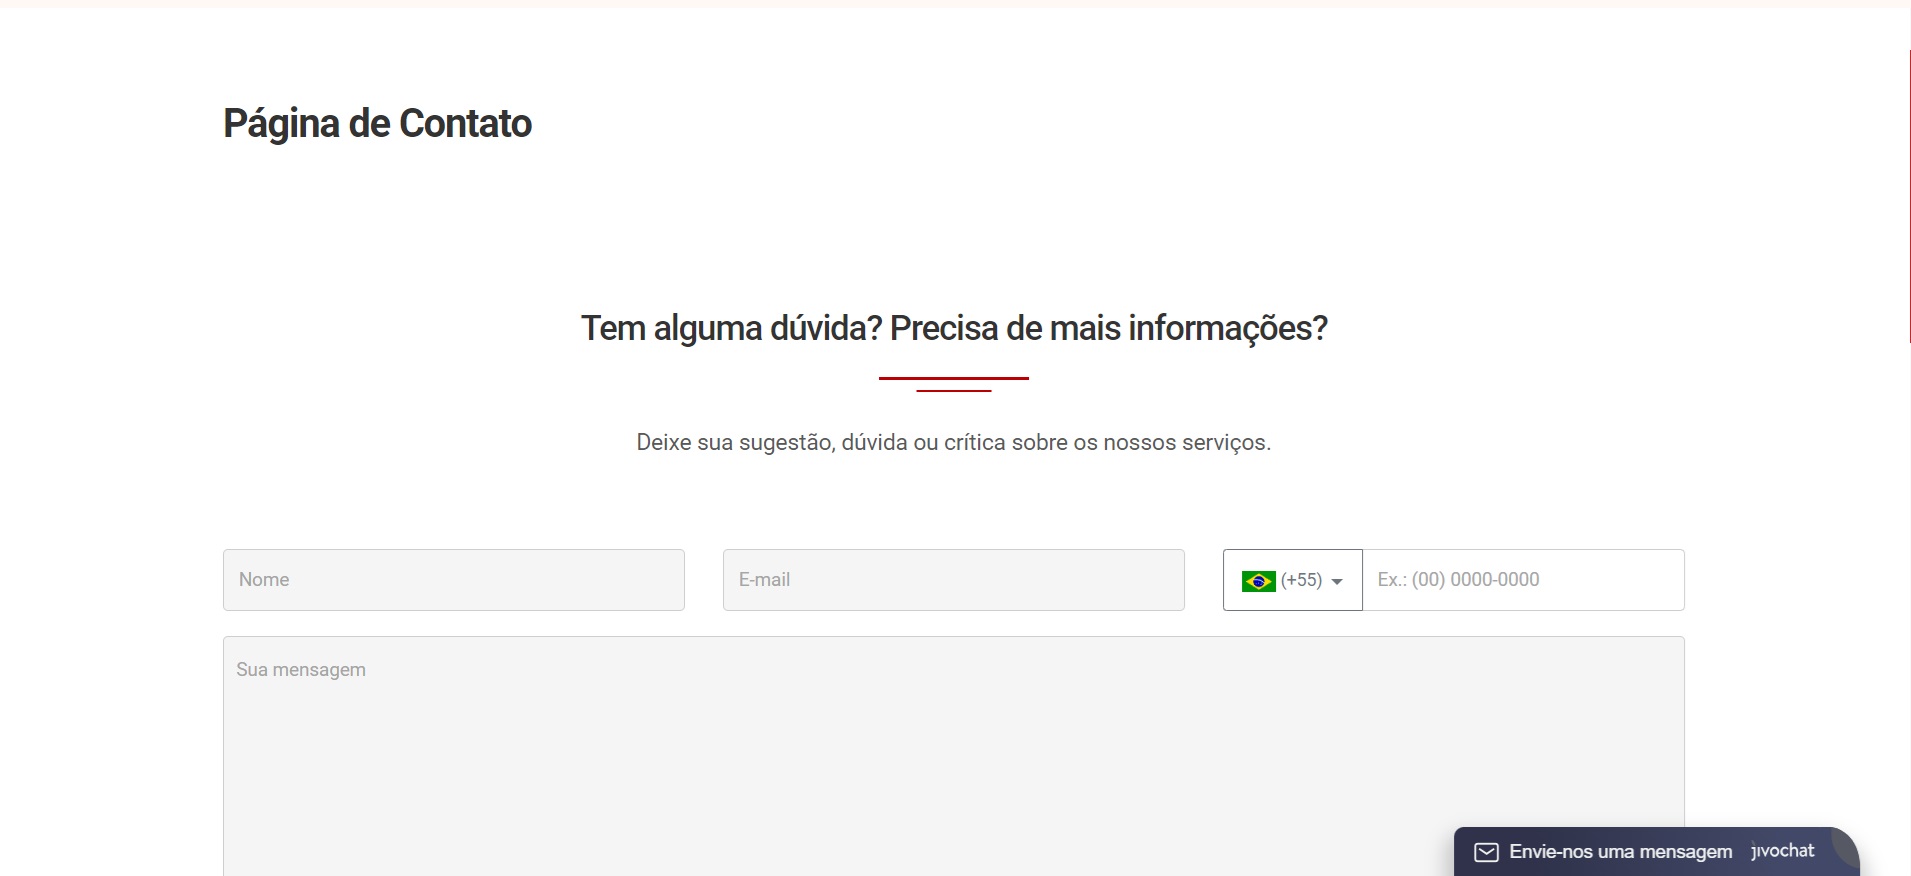 Página de Contato
Tem alguma dúvida? Precisa de mais informações?
Deixe sua sugestão, dúvida ou crítica sobre os nossos serviços.
Nome
E-mail
(+55)
Ex.: (00) 0000-0000
Sua mensagem
Envie-nos uma mensagem jivochat